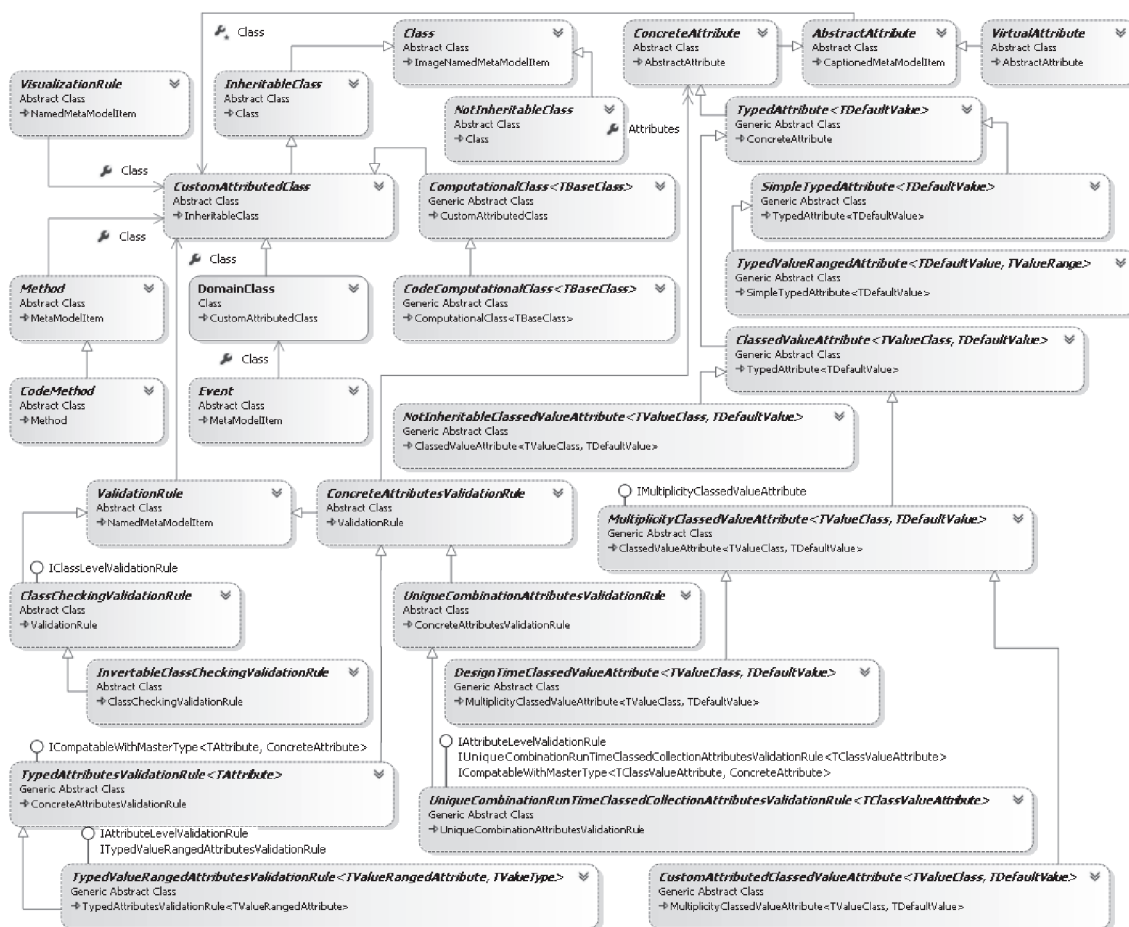 Class
Class
Abstract Class
ImageNamedMetaModelItem
ConcreteAttribute
Abstract Class
AbstractAttribute
AbstractAttribute
Abstract Class
CaptionedMetaModelItem
VirtualAttribute
Abstract Class
AbstractAttribute
VisualizationRule
Abstract Class
NamedMetaModelItem
InheritableClass
Abstract Class
Class
NotInheritableClass
Abstract Class
Class
Attributes
TypedAttribute<TDefaultValue>
Generic Abstract Class
ConcreteAttribute
Class
CustomAttributedClass
Abstract Class
InheritableClass
ComputationalClass<TBaseClass>
Generic Abstract Class
CustomAttributedClass
SimpleTypedAttribute<TDefaultValue>
Generic Abstract Class
TypedAttribute<TDefaultValue>
Class
Class
TypedValueRangedAttribute<TDefaultValue, TValueRange>
Generic Abstract Class
SimpleTypedAttribute<TDefaultValue>
Method
Abstract Class
MetaModelItem
DomainClass
Class
CustomAttributedClass
CodeComputationalClass<TBaseClass>
Generic Abstract Class
ComputationalClass<TBaseClass>
ClassedValueAttribute<TValueClass, TDefaultValue>
Generic Abstract Class
TypedAttribute<TDefaultValue>
Class
CodeMethod
Abstract Class
Method
Event
Abstract Class
MetaModelItem
NotInheritableClassedValueAttribute<TValueClass, TDefaultValue>
Generic Abstract Class
ClassedValueAttribute<TValueClass, TDefaultValue>
ValidationRule
Abstract Class
NamedMetaModelItem
ConcreteAttributesValidationRule
Abstract Class
ValidationRule
IMultiplicityClassedValueAttribute
MultiplicityClassedValueAttribute<TValueClass, TDefaultValue>
Generic Abstract Class
ClassedValueAttribute<TValueClass, TDefaultValue>
IClassLevelValidationRule
ClassCheckingValidationRule
Abstract Class
ValidationRule
UniqueCombinationAttributesValidationRule
Abstract Class
ConcreteAttributesValidationRule
InvertableClassCheckingValidationRule
Abstract Class
ClassCheckingValidationRule
DesignTimeClassedValueAttribute<TValueClass, TDefaultValue>
Generic Abstract Class
MultiplicityClassedValueAttribute<TValueClass, TDefaultValue>
ICompatableWithMasterType<TAttribute, ConcreteAttribute>
TypedAttributesValidationRule<TAttribute>
Generic Abstract Class
ConcreteAttributesValidationRule
IAttributeLevelValidationRule
IUniqueCombinationRunTimeClassedCollectionAttributesValidationRule<TClassValueAttribute>
ICompatableWithMasterType<TClassValueAttribute, ConcreteAttribute>
UniqueCombinationRunTimeClassedCollectionAttributesValidationRule<TClassValueAttribute>
Generic Abstract Class
UniqueCombinationAttributesValidationRule
IAttributeLevelValidationRule
ITypedValueRangedAttributesValidationRule
TypedValueRangedAttributesValidationRule<TValueRangedAttribute, TValueType>
Generic Abstract Class
TypedAttributesValidationRule<TValueRangedAttribute>
CustomAttributedClassedValueAttribute<TValueClass, TDefaultValue>
Generic Abstract Class
MultiplicityClassedValueAttribute<TValueClass, TDefaultValue>